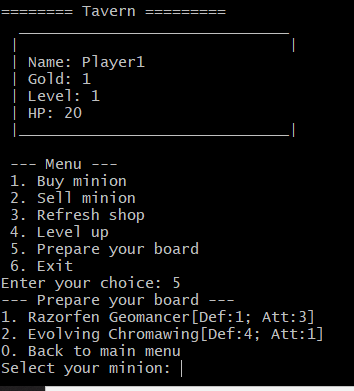 ======== Tavern =========
 _______________________________
|                               |
| Name: Player1
| Gold: 1
| Level: 1
| HP: 20
|_______________________________|
--- Menu ---
1. Buy minion
2. Sell minion
3. Refresh shop
4. Level up
5. Prepare your board
6. Exit
Enter your choice: 5
--- Prepare your board ---
1. Razorfen Geomancer[Def:1; Att:3]
2. Evolving Chromawing[Def:4; Att:1]
0. Back to main menu
Select your minion: